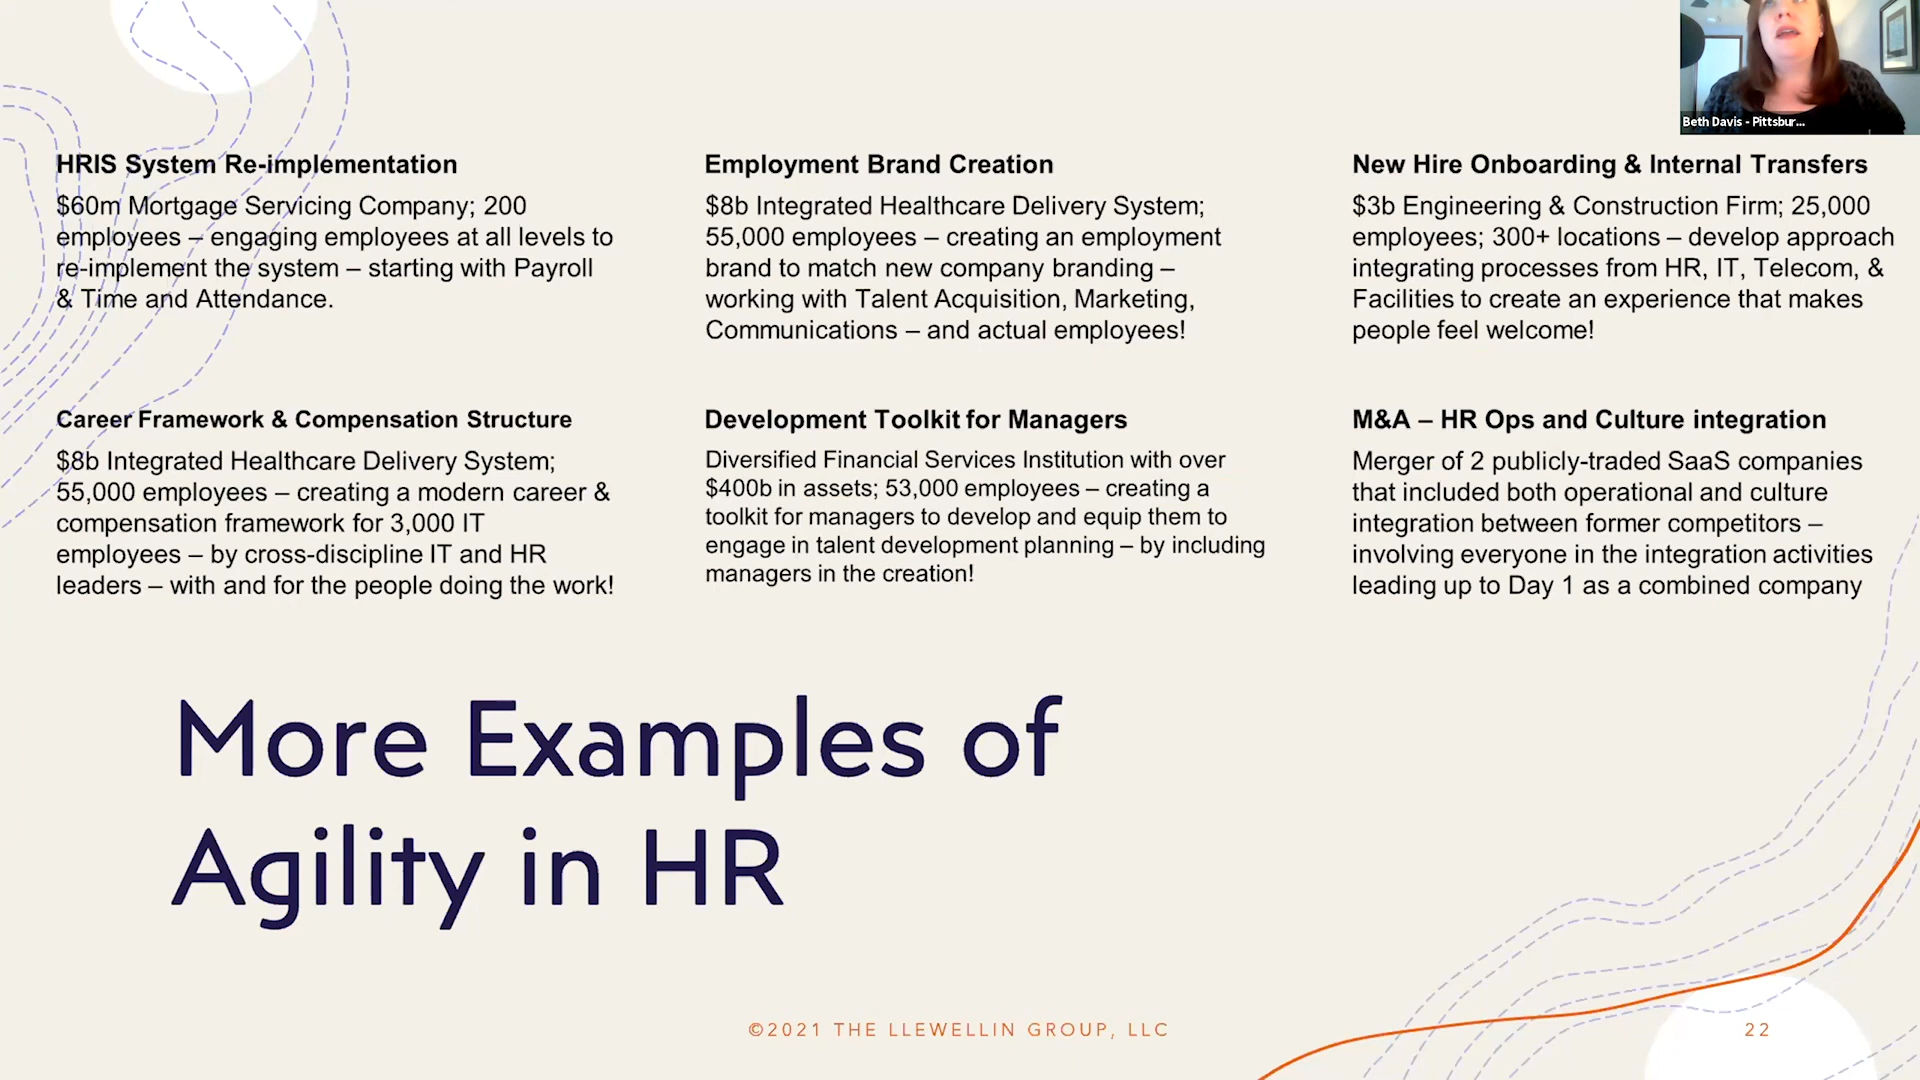 Beth Davis - Pittsbur...
HRIS System Re-implementation
$60m Mortgage Servicing Company; 200
employees – engaging employees at all levels to
re-implement the system – starting with Payroll
& Time and Attendance.
Employment Brand Creation
$8b Integrated Healthcare Delivery System;
55,000 employees – creating an employment
brand to match new company branding –
working with Talent Acquisition, Marketing,
Communications – and actual employees!
New Hire Onboarding & Internal Transfers
$3b Engineering & Construction Firm; 25,000
employees; 300+ locations – develop approach
integrating processes from HR, IT, Telecom, &
Facilities to create an experience that makes
people feel welcome!
Career Framework & Compensation Structure
$8b Integrated Healthcare Delivery System;
55,000 employees – creating a modern career &
compensation framework for 3,000 IT
employees – by cross-discipline IT and HR
leaders – with and for the people doing the work!
Development Toolkit for Managers
Diversified Financial Services Institution with over
$400b in assets; 53,000 employees – creating a
toolkit for managers to develop and equip them to
engage in talent development planning – by including
managers in the creation!
M&A – HR Ops and Culture integration
Merger of 2 publicly-traded SaaS companies
that included both operational and culture
integration between former competitors –
involving everyone in the integration activities
leading up to Day 1 as a combined company
More Examples of
Agility in HR
©2021 THE LLEWELLIN GROUP, LLC
22